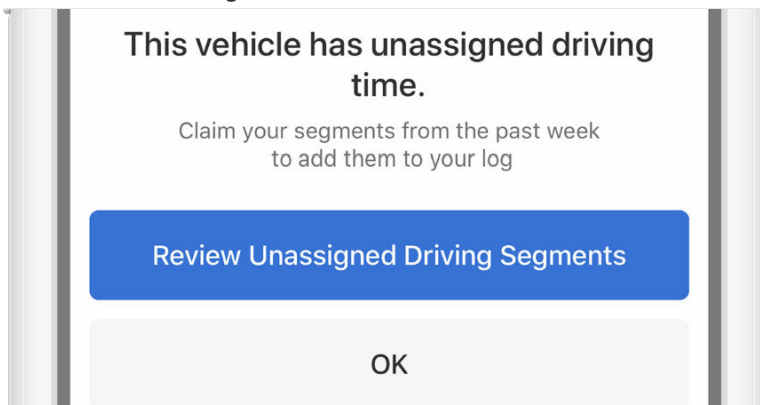 This vehicle has unassigned driving
time.
Claim your segments from the past week
to add them to your log
Review Unassigned Driving Segments
OK